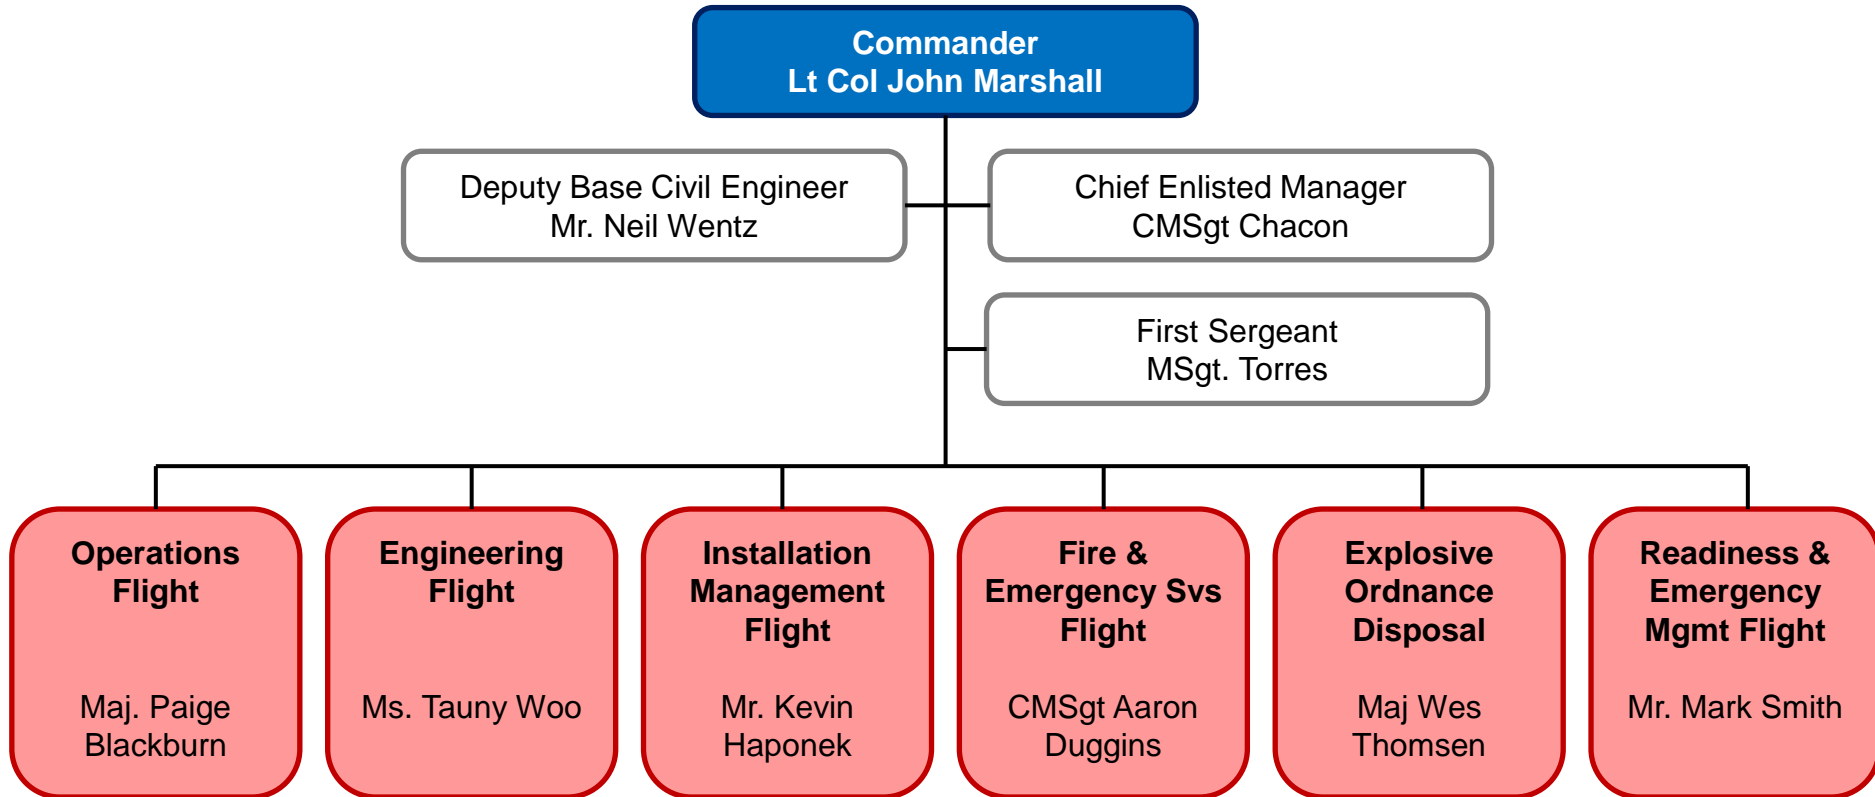 Commander
Lt Col John Marshall
Deputy Base Civil Engineer
Mr. Neil Wentz
Chief Enlisted Manager
CMSgt Chacon
First Sergeant
MSgt. Torres
Operations
Flight
Maj. Paige
Blackburn
Engineering
Flight
Ms. Tauny Woo
Installation
Management
Flight
Mr. Kevin
Haponek
Fire &
Emergency Svs
Flight
CMSgt Aaron
Duggins
Explosive
Ordnance
Disposal
Maj Wes
Thomsen
Readiness &
Emergency
Mgmt Flight
Mr. Mark Smith